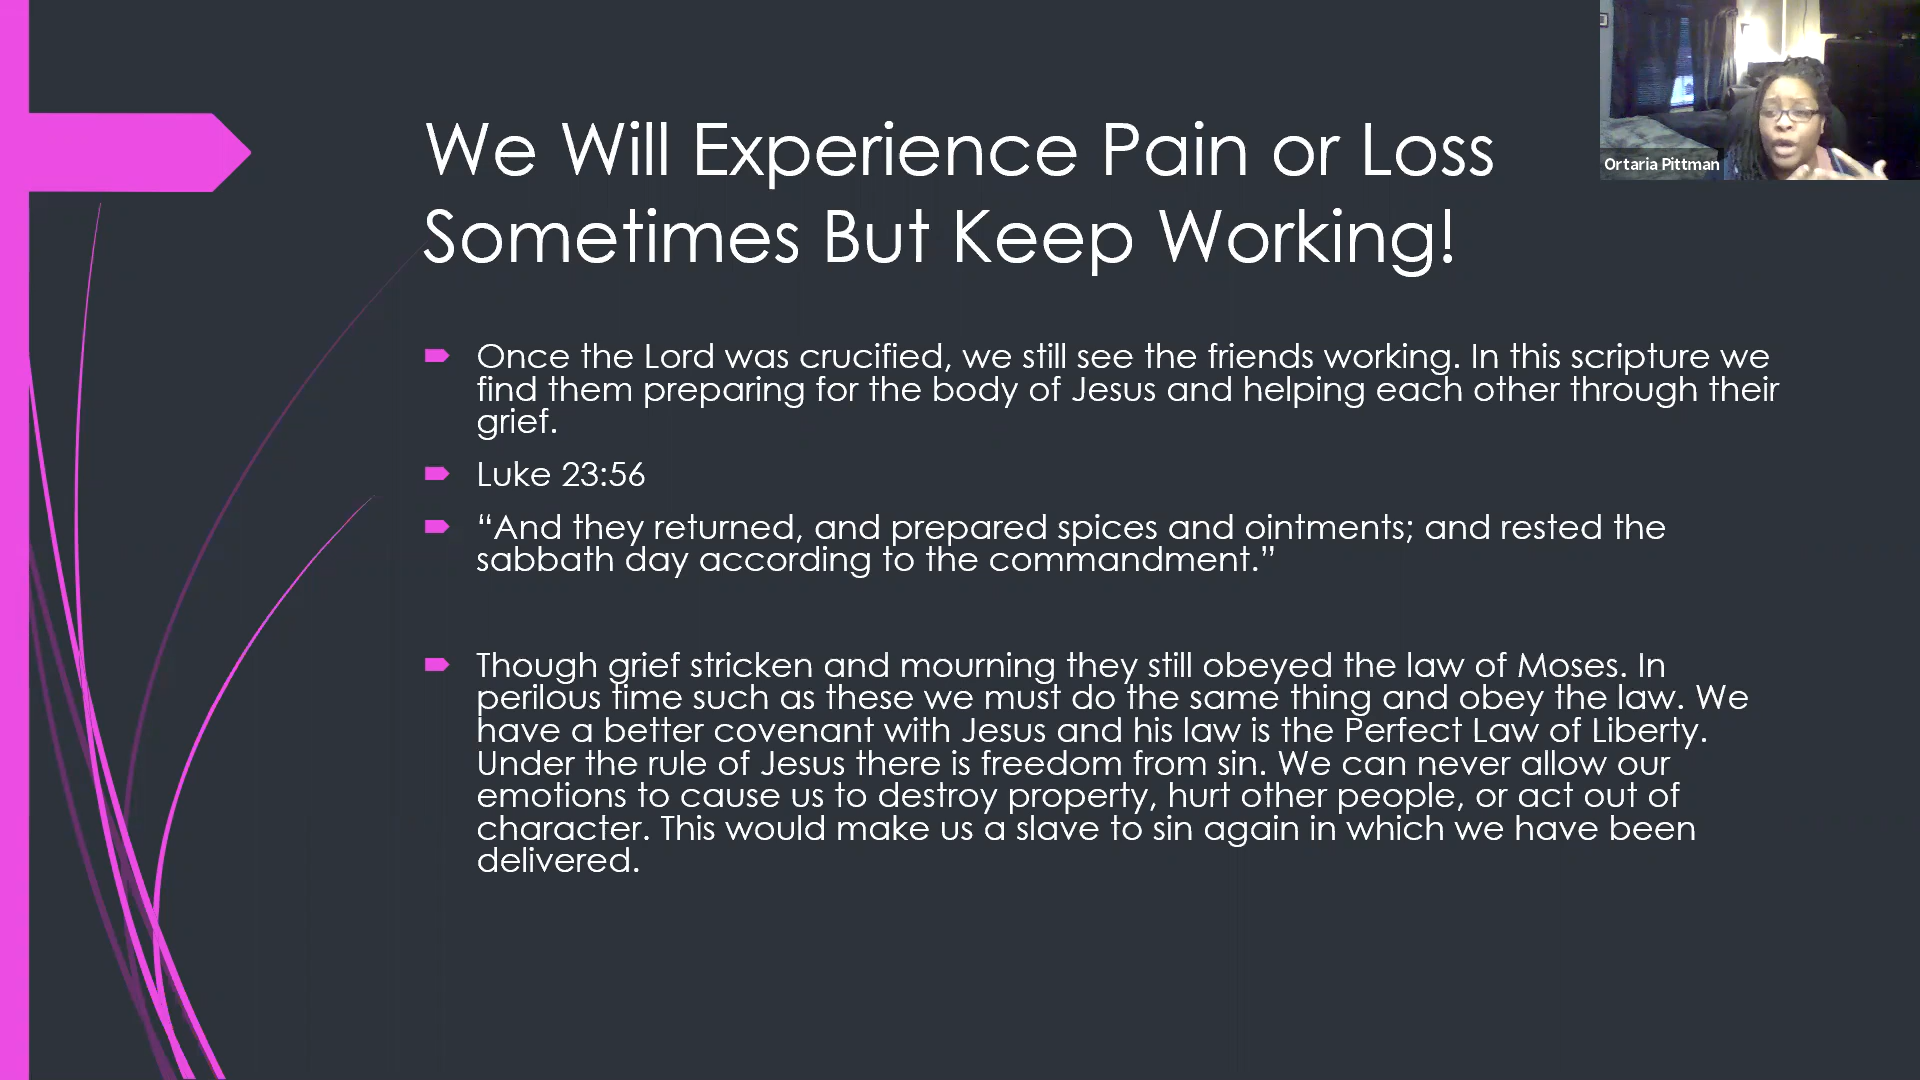 We Will Experience Pain or Loss
Sometimes But Keep Working!
Ortaria Pittman
Once the Lord was crucified, we still see the friends working. In this scripture we
find them preparing for the body of Jesus and helping each other through their
grief.
Luke 23:56
“And they returned, and prepared spices and ointments; and rested the
sabbath day according to the commandment.”
Though grief stricken and mourning they still obeyed the law of Moses. In
perilous time such as these we must do the same thing and obey the law. We
have a better covenant with Jesus and his law is the Perfect Law of Liberty.
Under the rule of Jesus there is freedom from sin. We can never allow our
emotions to cause us to destroy property, hurt other people, or act out of
character. This would make us a slave to sin again in which we have been
delivered.